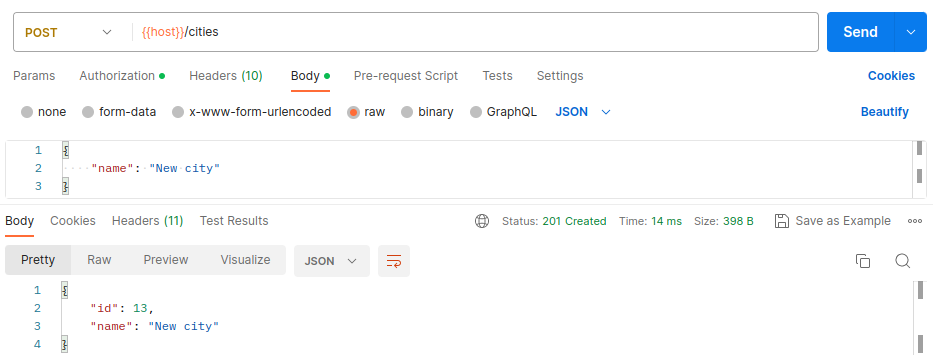 POST {{host}}/cities Send
Params Authorization Headers (10) Body Pre-request Script Tests Settings Cookies
none form-data x-www-form-urlencoded raw binary GraphQL JSON Beautify
1 {
2 "name": "New city"
3 }
Body Cookies Headers (11) Test Results Status: 201 Created Time: 14 ms Size: 398 B Save as Example
Pretty Raw Preview Visualize JSON
1 {
2 "id": 13,
3 "name": "New city"
4 }